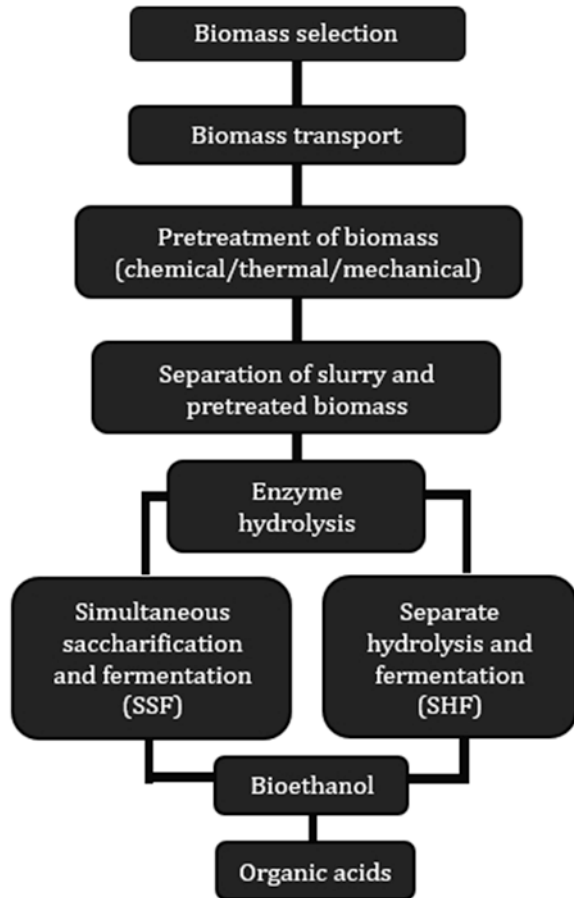 Biomass selection
Biomass transport
Pretreatment of biomass
(chemical/thermal/mechanical)
Separation of slurry and
pretreated biomass
Enzyme
hydrolysis
Simultaneous
saccharification
and fermentation
(SSF)
Separate
hydrolysis and
fermentation
(SHF)
Bioethanol
Organic acids